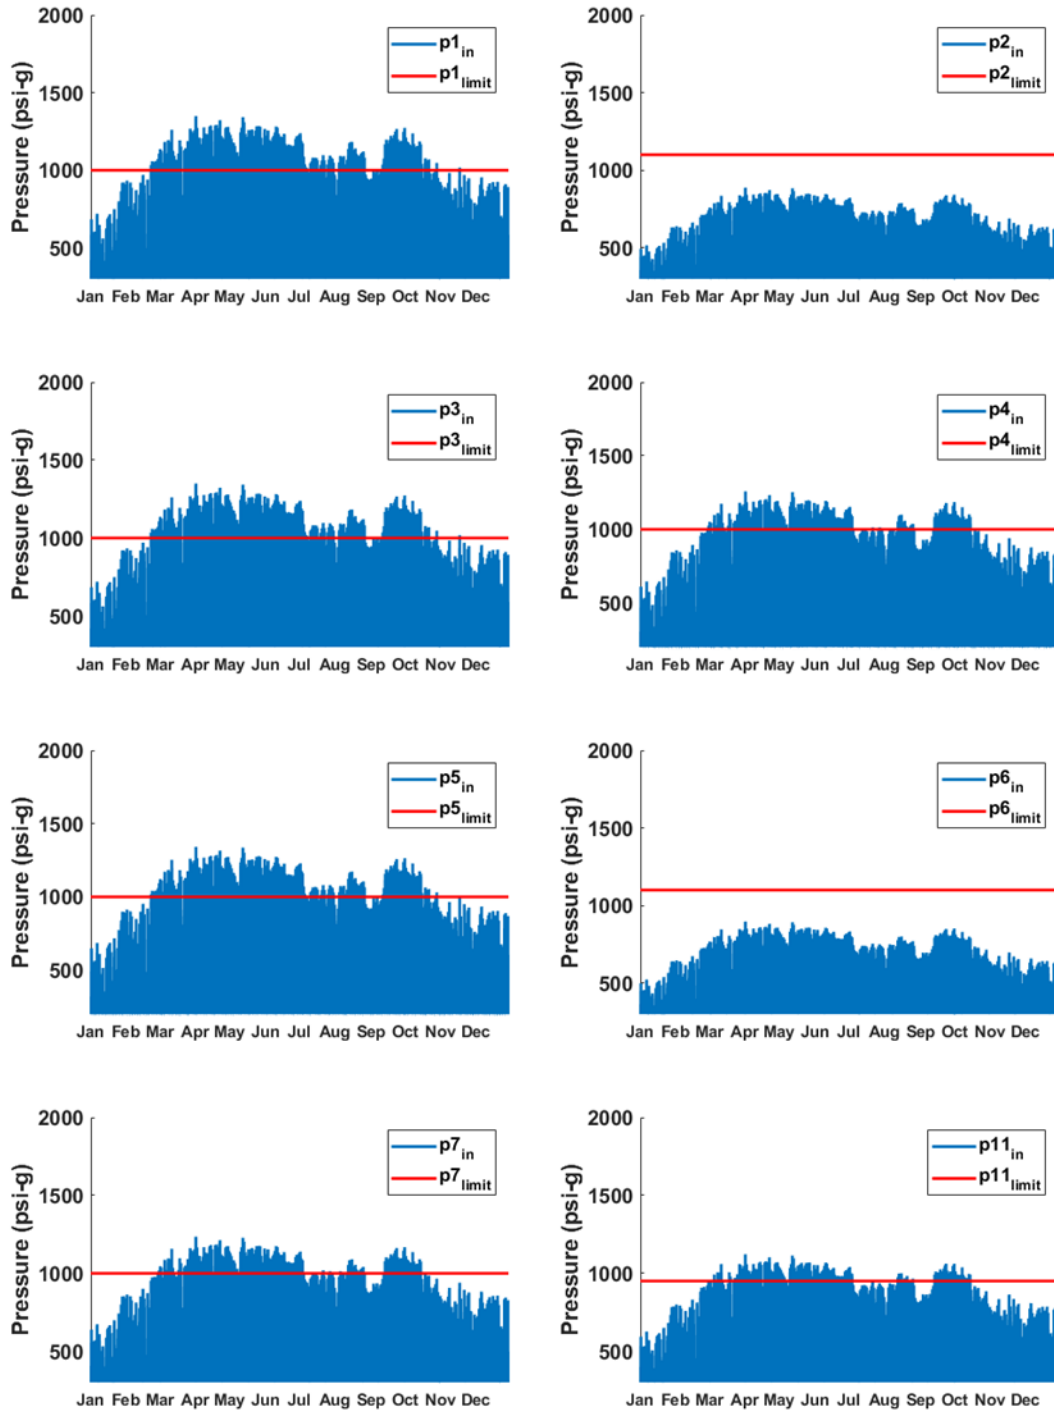 2000
1500
1000
500
Pressure (psi-g)
p1in
p1limit
Jan Feb Mar Apr May Jun Jul Aug Sep Oct Nov Dec
2000
1500
1000
500
Pressure (psi-g)
p2in
p2limit
Jan Feb Mar Apr May Jun Jul Aug Sep Oct Nov Dec
2000
1500
1000
500
Pressure (psi-g)
p3in
p3limit
Jan Feb Mar Apr May Jun Jul Aug Sep Oct Nov Dec
2000
1500
1000
500
Pressure (psi-g)
p4in
p4limit
Jan Feb Mar Apr May Jun Jul Aug Sep Oct Nov Dec
2000
1500
1000
500
Pressure (psi-g)
p5in
p5limit
Jan Feb Mar Apr May Jun Jul Aug Sep Oct Nov Dec
2000
1500
1000
500
Pressure (psi-g)
p6in
p6limit
Jan Feb Mar Apr May Jun Jul Aug Sep Oct Nov Dec
2000
1500
1000
500
Pressure (psi-g)
p7in
p7limit
Jan Feb Mar Apr May Jun Jul Aug Sep Oct Nov Dec
2000
1500
1000
500
Pressure (psi-g)
p11in
p11limit
Jan Feb Mar Apr May Jun Jul Aug Sep Oct Nov Dec